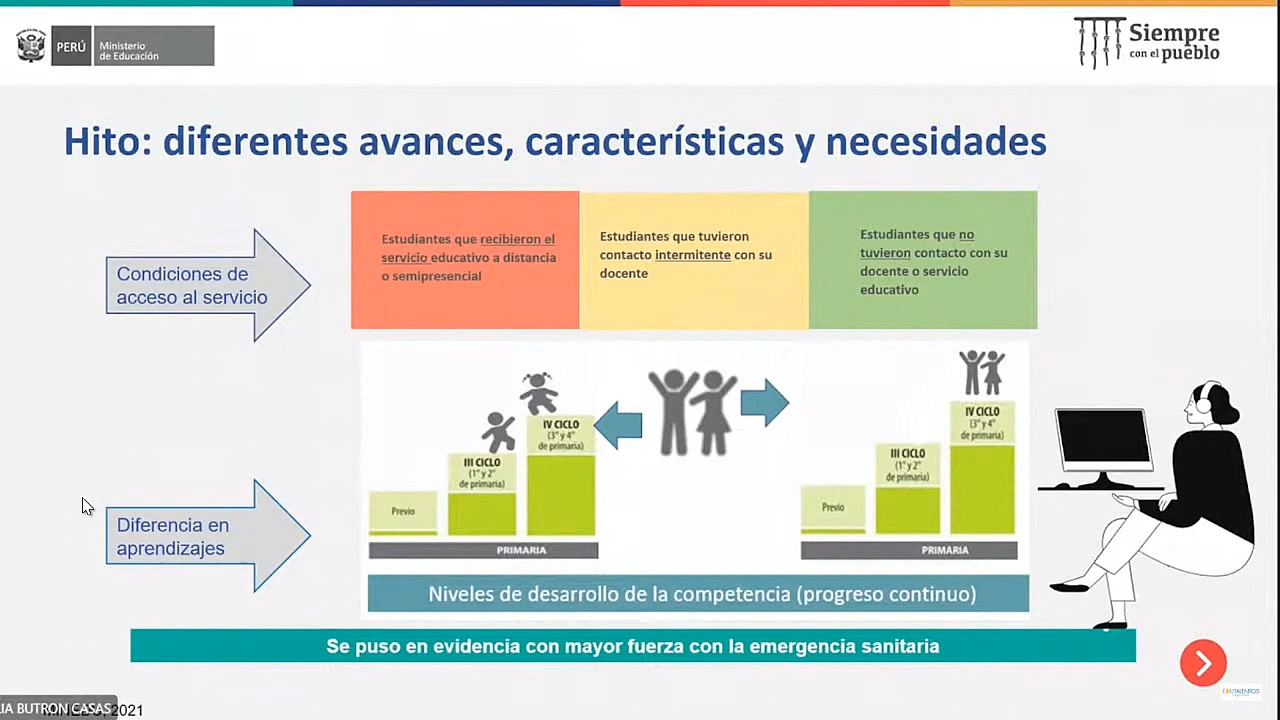 PERÚ
Ministerio
de Educación
Siempre
con el pueblo
Hito: diferentes avances, características y necesidades
Condiciones de
acceso al servicio
Estudiantes que recibieron el
servicio educativo a distancia
o semipresencial
Estudiantes que tuvieron
contacto intermitente con su
docente
Estudiantes que no
tuvieron contacto con su
docente o servicio
educativo
Diferencia en
aprendizajes
Previo
III CICLO
(1° y 2°
de primaria)
IV CICLO
(3° y 4°
de primaria)
PRIMARIA
Previo
III CICLO
(1° y 2°
de primaria)
IV CICLO
(3° y 4°
de primaria)
PRIMARIA
Niveles de desarrollo de la competencia (progreso continuo)
Se puso en evidencia con mayor fuerza con la emergencia sanitaria
LIA BUTRON CASAS
2021